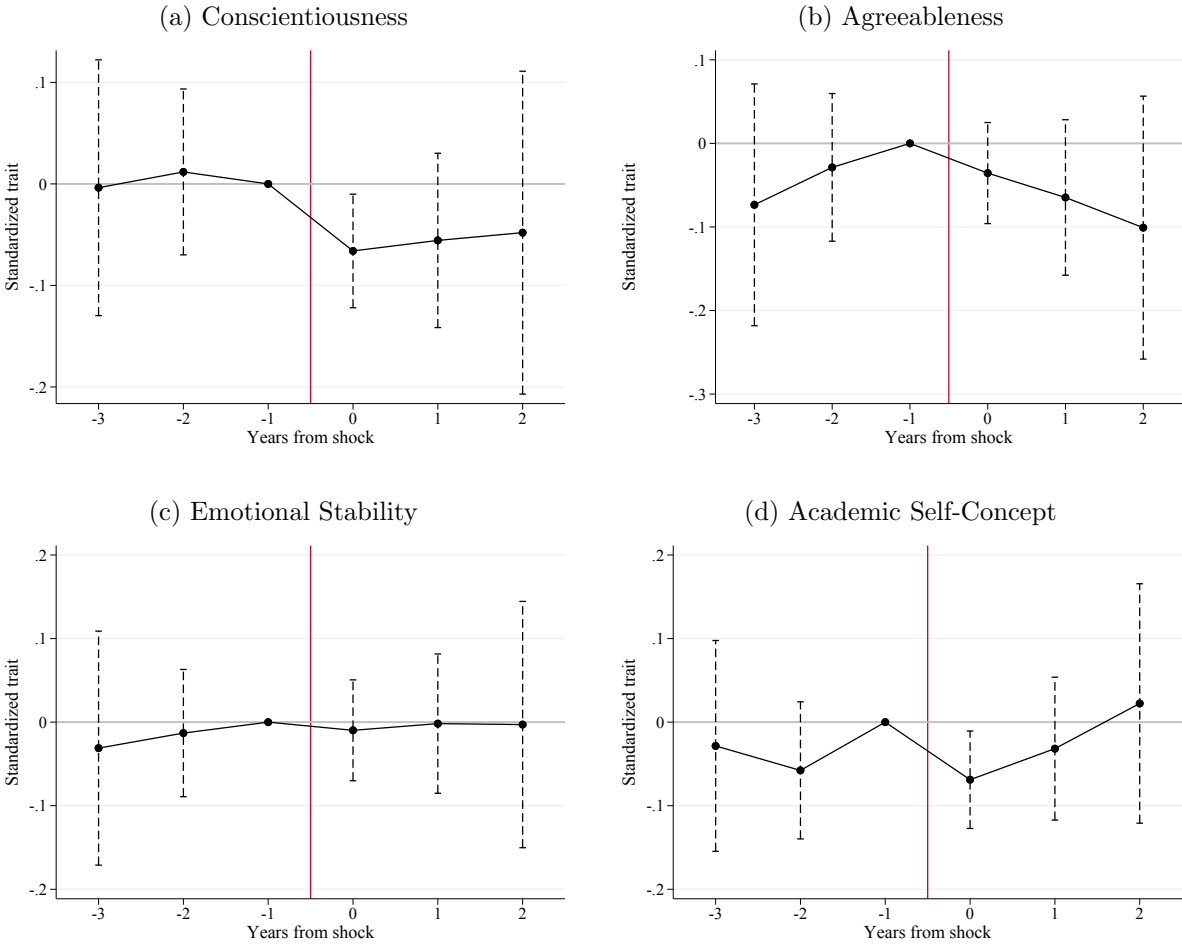 (a) Conscientiousness
.1
0
-.1
-.2
Standardized trait
-3 -2 -1 0 1 2
Years from shock
(b) Agreeableness
.1
0
-.1
-.2
-.3
Standardized trait
-3 -2 -1 0 1 2
Years from shock
(c) Emotional Stability
.2
.1
0
-.1
-.2
Standardized trait
-3 -2 -1 0 1 2
Years from shock
(d) Academic Self-Concept
.2
.1
0
-.1
-.2
Standardized trait
-3 -2 -1 0 1 2
Years from shock